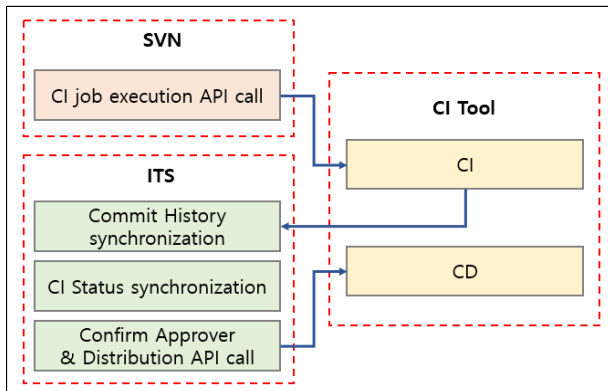 SVN
CI job execution API call
ITS
Commit History
synchronization
CI Status synchronization
Confirm Approver
& Distribution API call
CI Tool
CI
CD